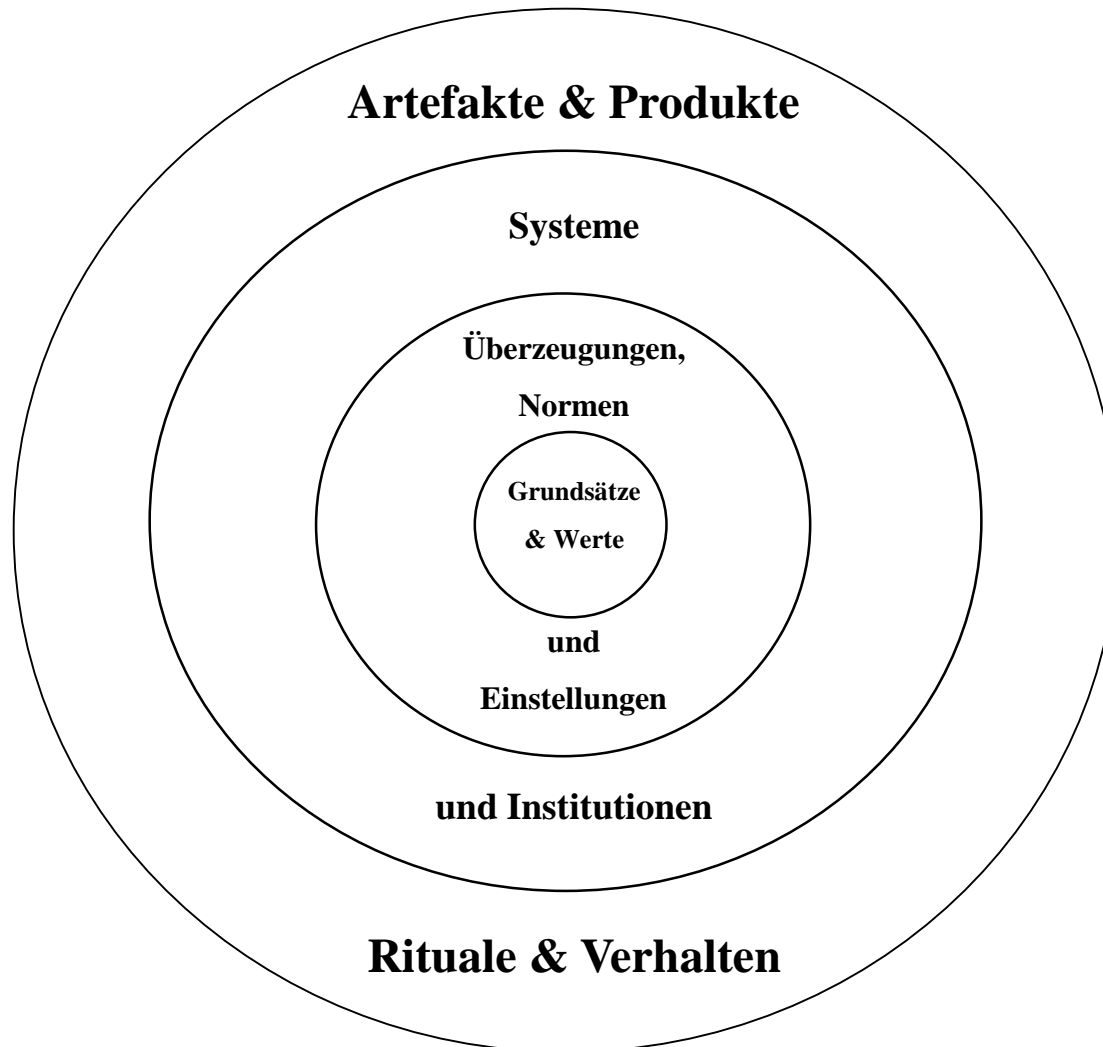 Artefakte & Produkte
Systeme
Überzeugungen,
Normen
Grundsätze
& Werte
und
Einstellungen
und Institutionen
Rituale & Verhalten